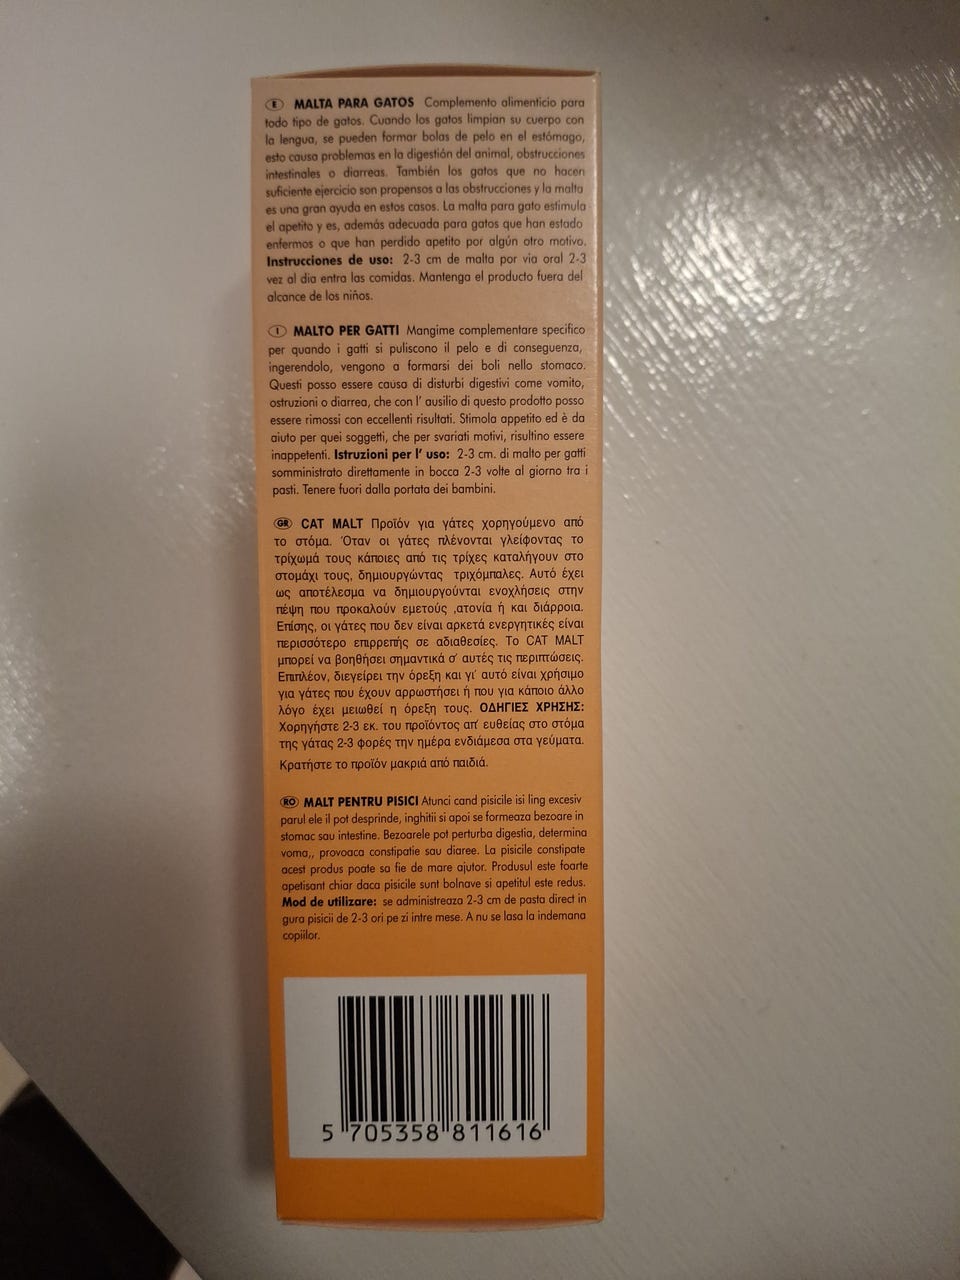 E MALTA PARA GATOS Complemento alimenticio para
todo tipo de gatos. Cuando los gatos limpian su cuerpo con
la lengua, se pueden formar bolas de pelo en el estómago,
esto causa problemas en la digestión del animal, obstrucciones
intestinales o diarreas. También los gatos que no hacen
suficiente ejercicio son propensos a las obstrucciones y la malta
es una gran ayuda en estos casos. La malta para gato estimula
el apetito y es, además adecuada para gatos que han estado
enfermos o que han perdido apetito por algún otro motivo.
Instrucciones de uso: 2-3 cm de malta por via oral 2-3
vez al dia entra las comidas. Mantenga el producto fuera del
alcance de los niños.
I MALTO PER GATTI Mangime complementare specifico
per quando i gatti si puliscono il pelo e di conseguenza,
ingerendolo, vengono a formarsi dei boli nello stomaco.
Questi posso essere causa di disturbi digestivi come vomito,
ostruzioni o diarrea, che con l' ausilio di questo prodotto posso
essere rimossi con eccellenti risultati. Stimola appetito ed è da
aiuto per quei soggetti, che per svariati motivi, risultino essere
inappetenti. Istruzioni per l' uso: 2-3 cm. di malto per gatti
somministrato direttamente in bocca 2-3 volte al giorno tra i
pasti. Tenere fuori dalla portata dei bambini.
GR CAT MALT Προϊόν για γάτες χορηγούμενο από
το στόμα. Όταν οι γάτες πλένονται γλείφοντας το
τρίχωμά τους κάποιες από τις τρίχες καταλήγουν στο
στομάχι τους, δημιουργώντας τριχόμπαλες. Αυτό έχει
ως αποτέλεσμα να δημιουργούνται ενοχλήσεις στην
πέψη που προκαλούν εμετούς ,ατονία ή και διάρροια.
Επίσης, οι γάτες που δεν είναι αρκετά ενεργητικές είναι
περισσότερο επιρρεπής σε αδιαθεσίες. Το CAT MALT
μπορεί να βοηθήσει σημαντικά σ' αυτές τις περιπτώσεις.
Επιπλέον, διεγείρει την όρεξη και γι' αυτό είναι χρήσιμο
για γάτες που έχουν αρρωστήσει ή που για κάποιο άλλο
λόγο έχει μειωθεί η όρεξη τους. ΟΔΗΓΙΕΣ ΧΡΗΣΗΣ:
Χορηγήστε 2-3 εκ. του προϊόντος απ' ευθείας στο στόμα
της γάτας 2-3 φορές την ημέρα ενδιάμεσα στα γεύματα.
Κρατήστε το προϊόν μακριά από παιδιά.
RO MALT PENTRU PISICI Atunci cand pisicile isi ling excesiv
parul ele il pot desprinde, inghitii si apoi se formeaza bezoare in
stomac sau intestine. Bezoarele pot perturba digestia, determina
voma,, provoaca constipatie sau diaree. La pisicile constipate
acest produs poate sa fie de mare ajutor. Produsul este foarte
apetisant chiar daca pisicile sunt bolnave si apetitul este redus.
Mod de utilizare: se administreaza 2-3 cm de pasta direct in
gura pisicii de 2-3 ori pe zi intre mese. A nu se lasa la indemana
copiilor.
5 705358 811616